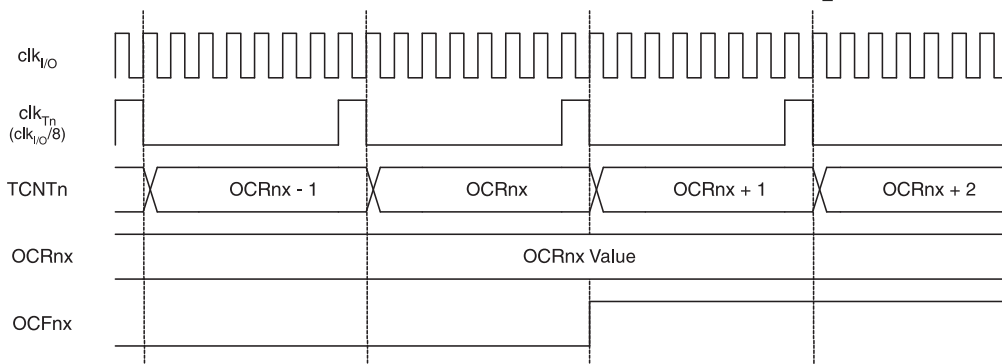 clkI/O
clkTn
(clkI/O/8)
TCNTn OCRnx - 1 OCRnx OCRnx + 1 OCRnx + 2
OCRnx OCRnx Value
OCFnx